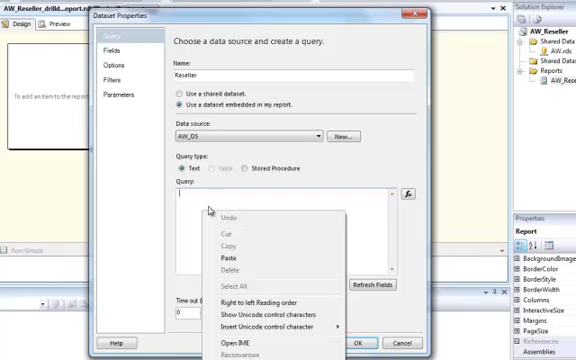 AW_Reseller_drilld...eport.rd
Dataset Properties
Solution Explorer
Design
Preview
Query
Fields
Options
Filters
Parameters
Choose a data source and create a query.
Name:
Reseller
Use a shared dataset.
Use a dataset embedded in my report.
Data source:
AW_DS
New...
Query type:
Text
Table
Stored Procedure
Query:
Undo
Cut
Copy
Paste
Delete
Select All
Right to left Reading order
Show Unicode control characters
Insert Unicode control character
Open IME
Reconversion
Refresh Fields
Time out (i
0
Help
OK
Cancel
To add an item to the report
Row Groups
AW_Reseller
Shared Data
AW.rds
Reports
AW_Rese
Properties
Report
BackgroundImage
BorderColor
BorderStyle
BorderWidth
Columns
InteractiveSize
Margins
PageSize
References
Assemblies